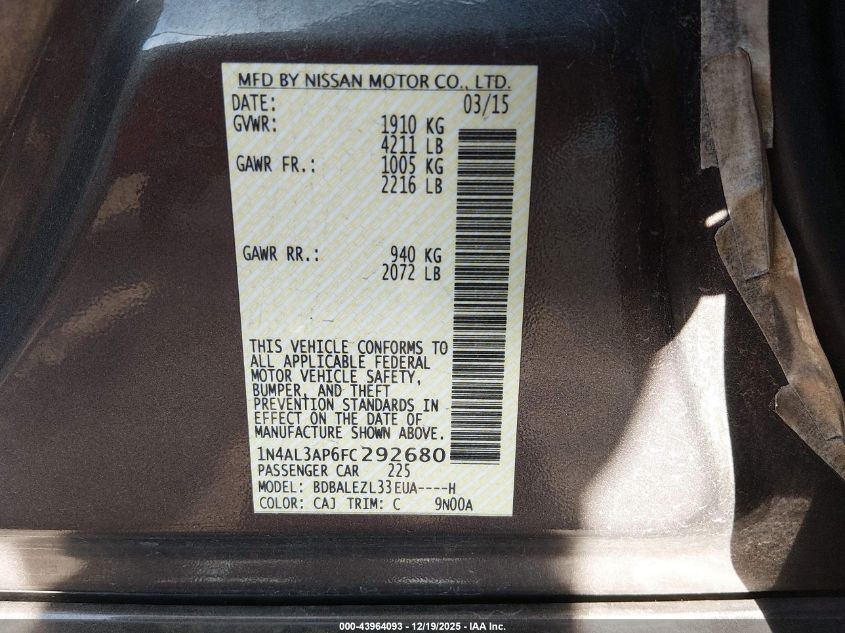 MFD BY NISSAN MOTOR CO., LTD.
DATE: 03/15
GVWR: 1910 KG
4211 LB
GAWR FR.: 1005 KG
2216 LB
GAWR RR.: 940 KG
2072 LB
THIS VEHICLE CONFORMS TO
ALL APPLICABLE FEDERAL
MOTOR VEHICLE SAFETY,
BUMPER, AND THEFT
PREVENTION STANDARDS IN
EFFECT ON THE DATE OF
MANUFACTURE SHOWN ABOVE.
1N4AL3AP6FC292680
PASSENGER CAR 225
MODEL: BDBALEZL33EUA----H
COLOR: CAJ TRIM: C 9N00A
000-43964093 - 12/19/2025 - IAA Inc.